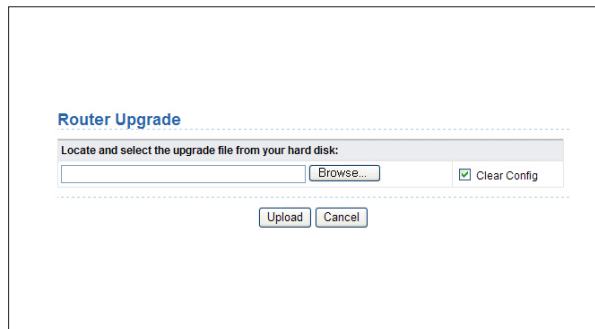 Router Upgrade
Locate and select the upgrade file from your hard disk:
Browse... Clear Config
Upload Cancel